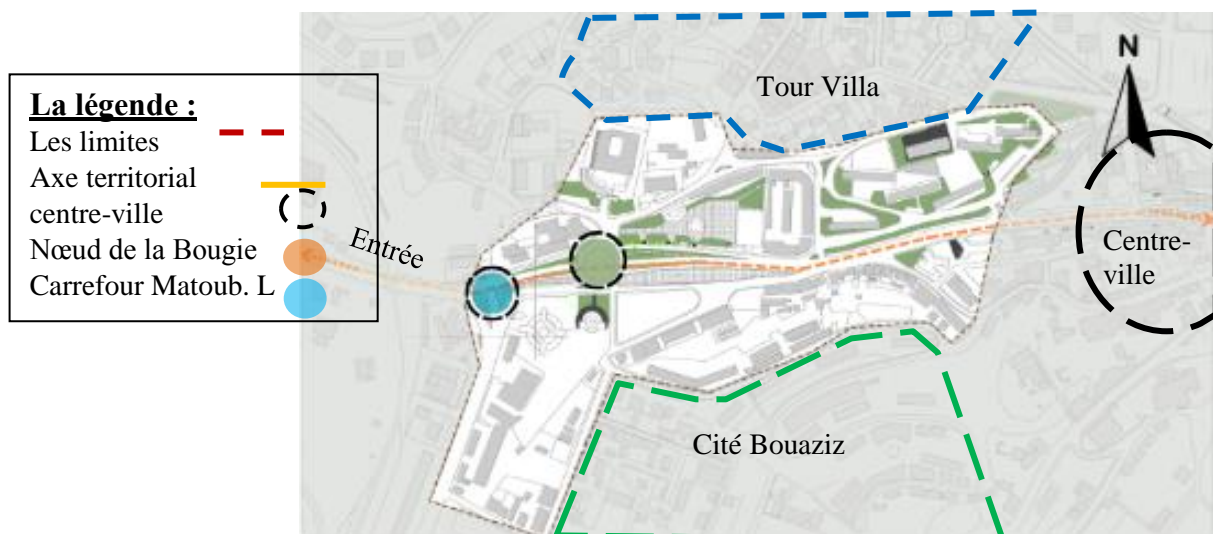 La légende :
Les limites
Axe territorial
centre-ville
Nœud de la Bougie
Carrefour Matoub. L
Entrée
Tour Villa
N
Centre-
ville
Cité Bouaziz